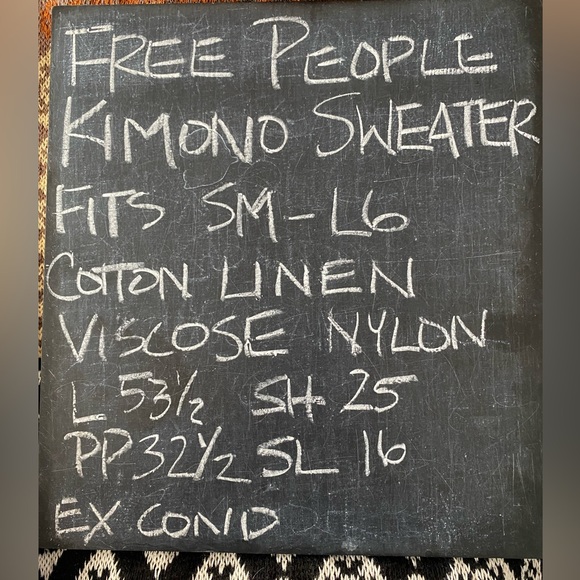 FREE PEOPLE
KIMONO SWEATER
FITS SM-LG
COTTON LINEN
VISCOSE NYLON
L 53½ SH 25
PP 32½ SL 16
EX COND